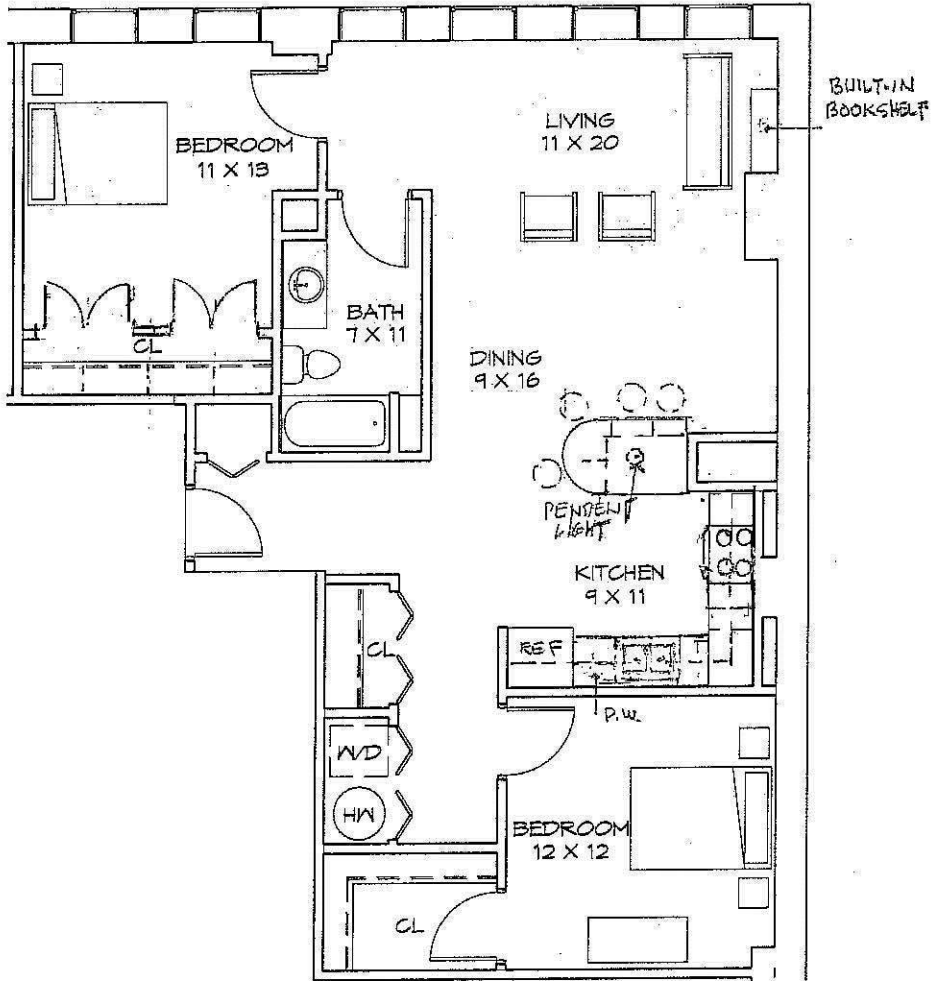 BUILT-IN
BOOKSHELF
LIVING
11 X 20
BEDROOM
11 X 13
BATH
7 X 11
CL
DINING
9 X 16
PENDENT
LIGHT
KITCHEN
9 X 11
REF
CL
D.W.
W/D
HW
BEDROOM
12 X 12
CL